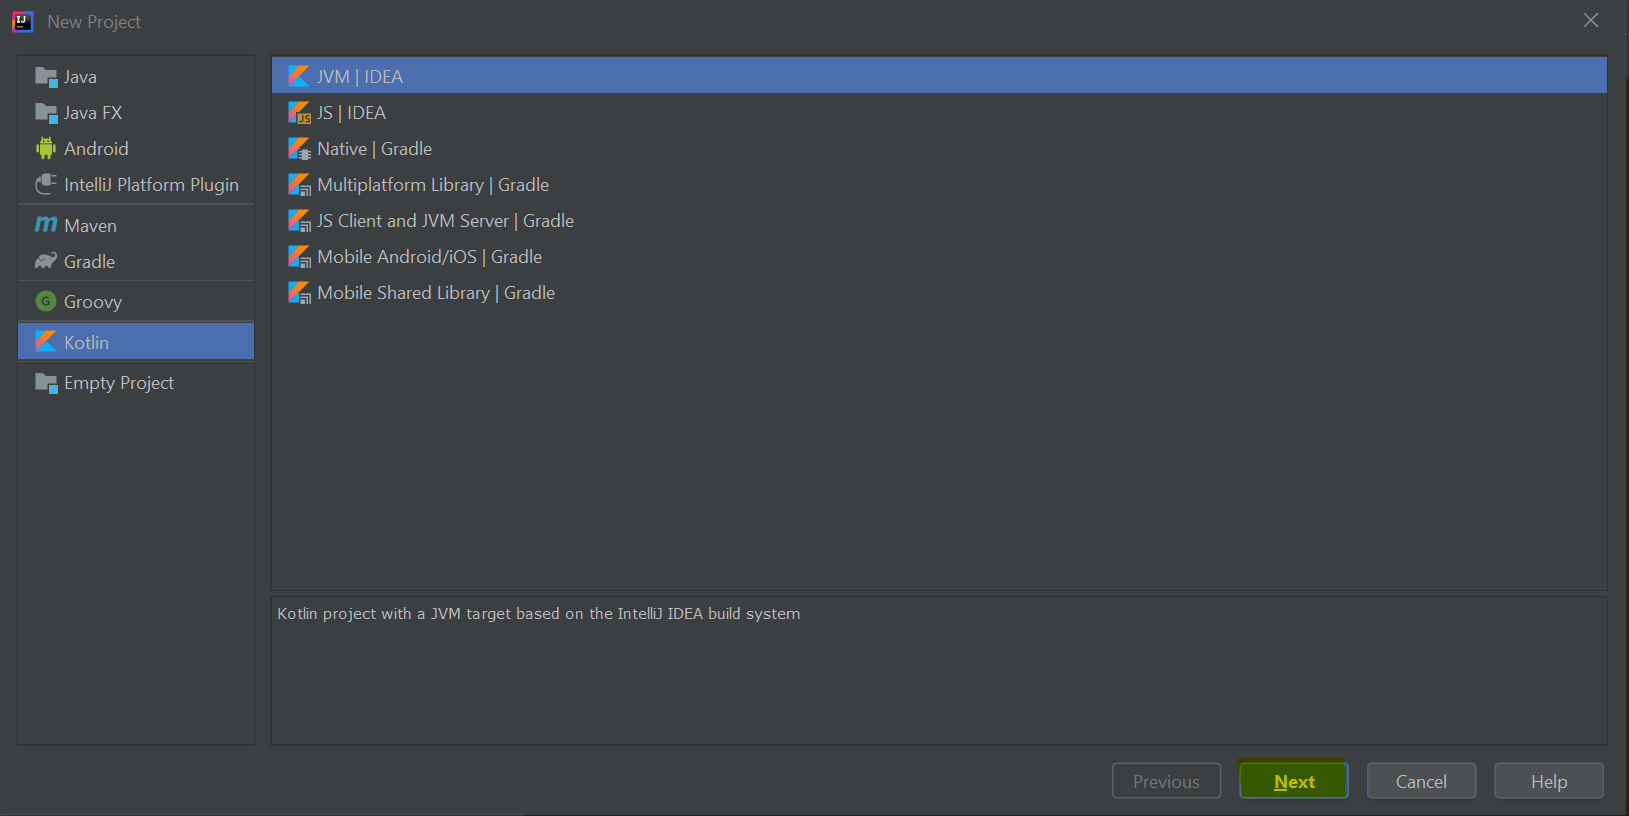 IJ New Project
Java
Java FX
Android
IntelliJ Platform Plugin
Maven
Gradle
G Groovy
Kotlin
Empty Project
JVM | IDEA
JS | IDEA
Native | Gradle
Multiplatform Library | Gradle
JS Client and JVM Server | Gradle
Mobile Android/iOS | Gradle
Mobile Shared Library | Gradle
Kotlin project with a JVM target based on the IntelliJ IDEA build system
Previous Next Cancel Help